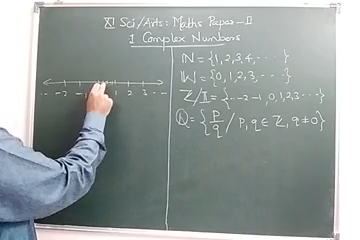 XI Sci/Arts: Maths Paper-II
1 Complex Numbers
ℕ = {1,2,3,4,....}
𝕎 = {0,1,2,3,....}
ℤ/𝕀 = {...-2-1,0,1,2,3...}
ℚ = {p/q / p,q ∈ ℤ, q ≠ 0}
.. -2 -1 1 2 3 ...